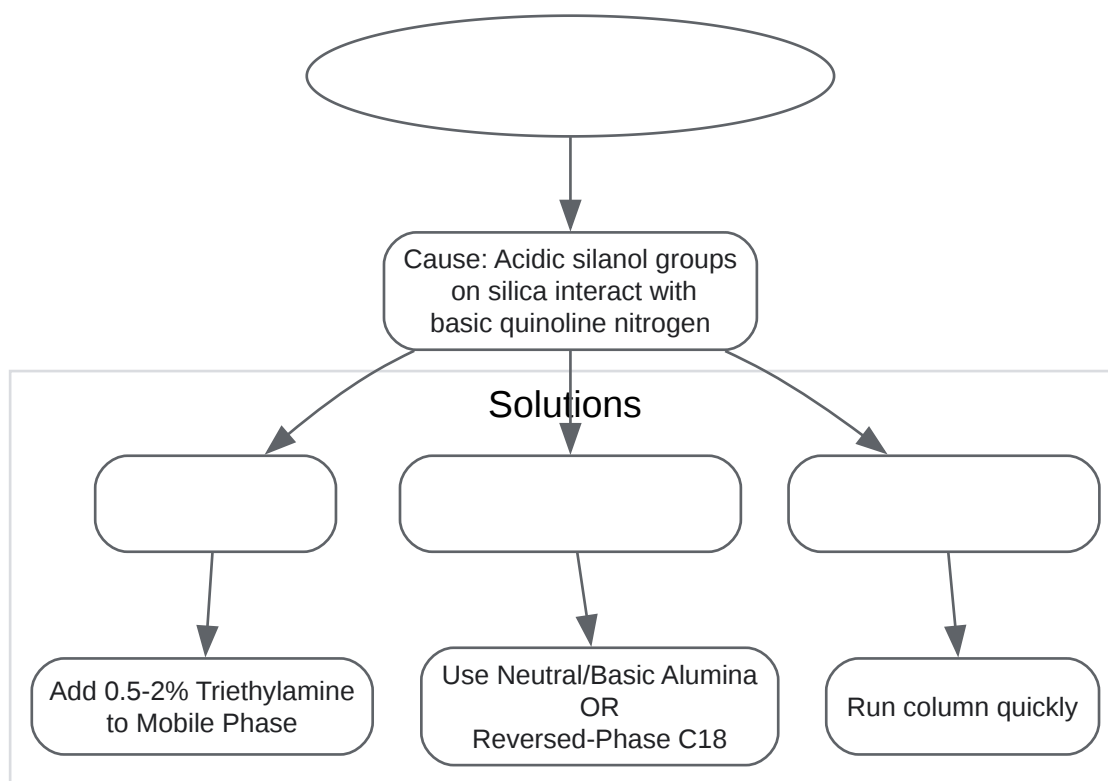 Cause: Acidic silanol groups
on silica interact with
basic quinoline nitrogen
Solutions
Add 0.5-2% Triethylamine
to Mobile Phase
Use Neutral/Basic Alumina
OR
Reversed-Phase C18
Run column quickly